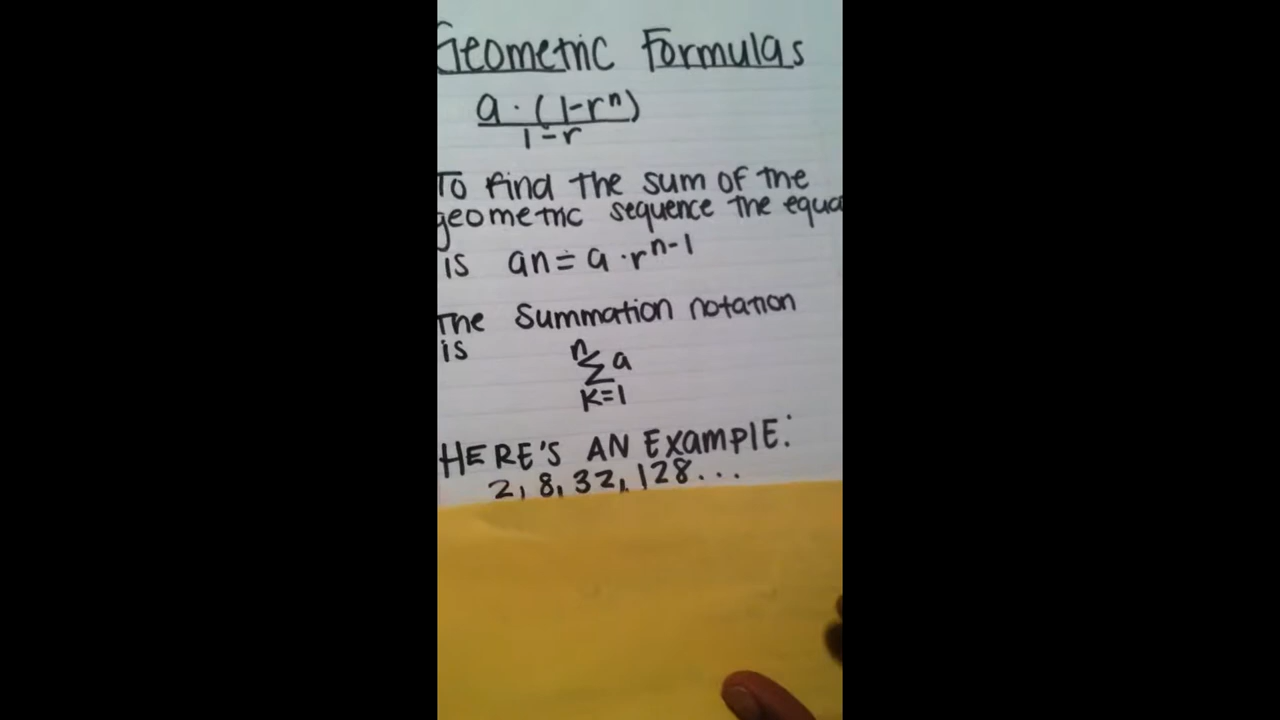 Geometric Formulas
a · (1-rⁿ)
1-r
To find the sum of the
geometric sequence the equa
is an = a · rⁿ⁻¹
The Summation notation
is
n
Σ a
K=1
HERE'S AN ExAMPLE:
2, 8, 32, 128...